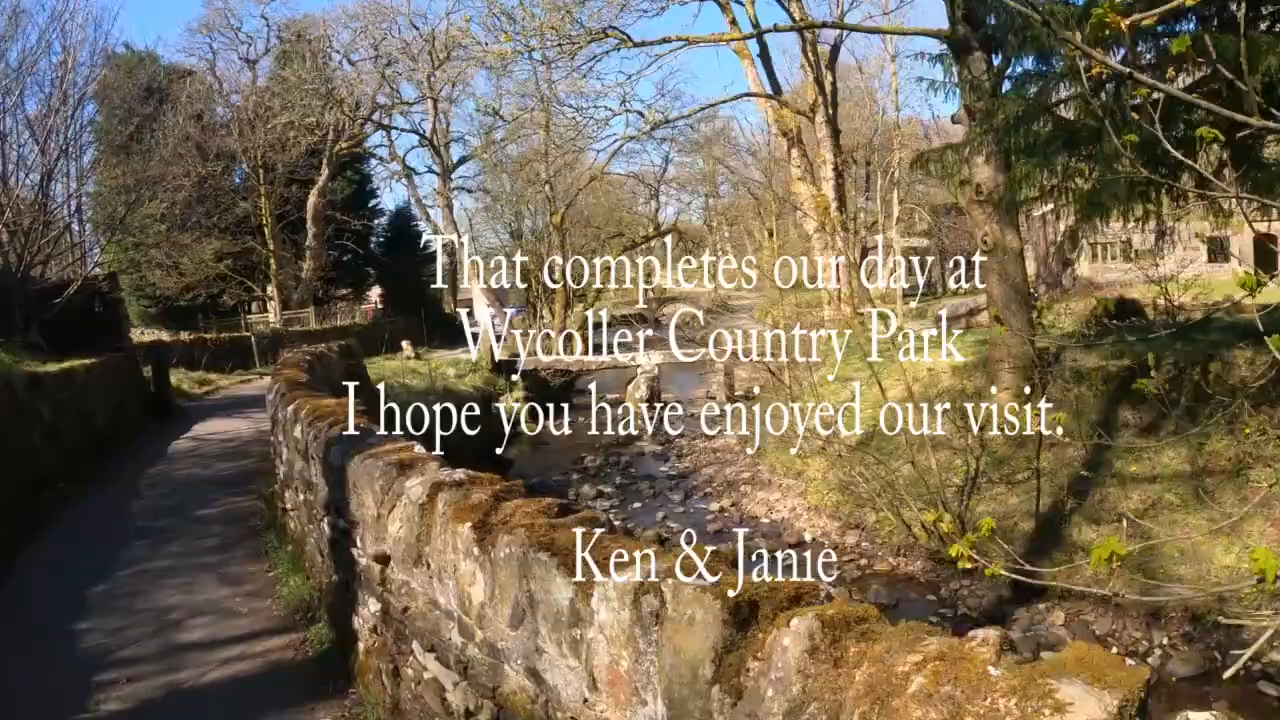 That completes our day at
Wycoller Country Park
I hope you have enjoyed our visit.
Ken & Janie